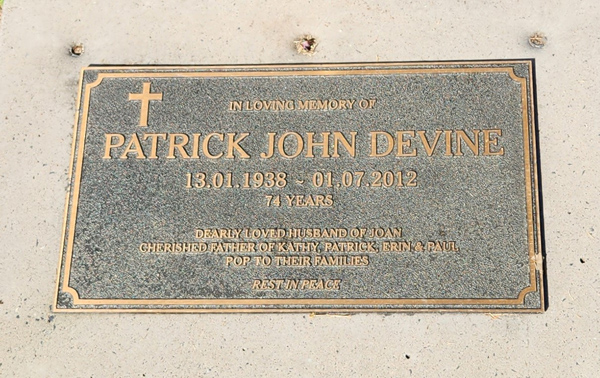 IN LOVING MEMORY OF
PATRICK JOHN DEVINE
13.01.1938 - 01.07.2012
74 YEARS
DEARLY LOVED HUSBAND OF JOAN
CHERISHED FATHER OF KATHY, PATRICK, ERIN & PAUL
POP TO THEIR FAMILIES
REST IN PEACE